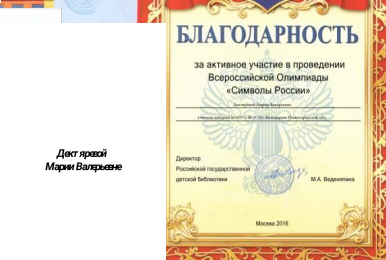 БЛАГОДАРНОСТЬ
за активное участие в проведении
Всероссийской Олимпиады
«Символы России»
Дегтяревой
Марии Валерьевне
Директор
Российской государственной
детской библиотеки
М.А. Веденяпина
Москва 2016